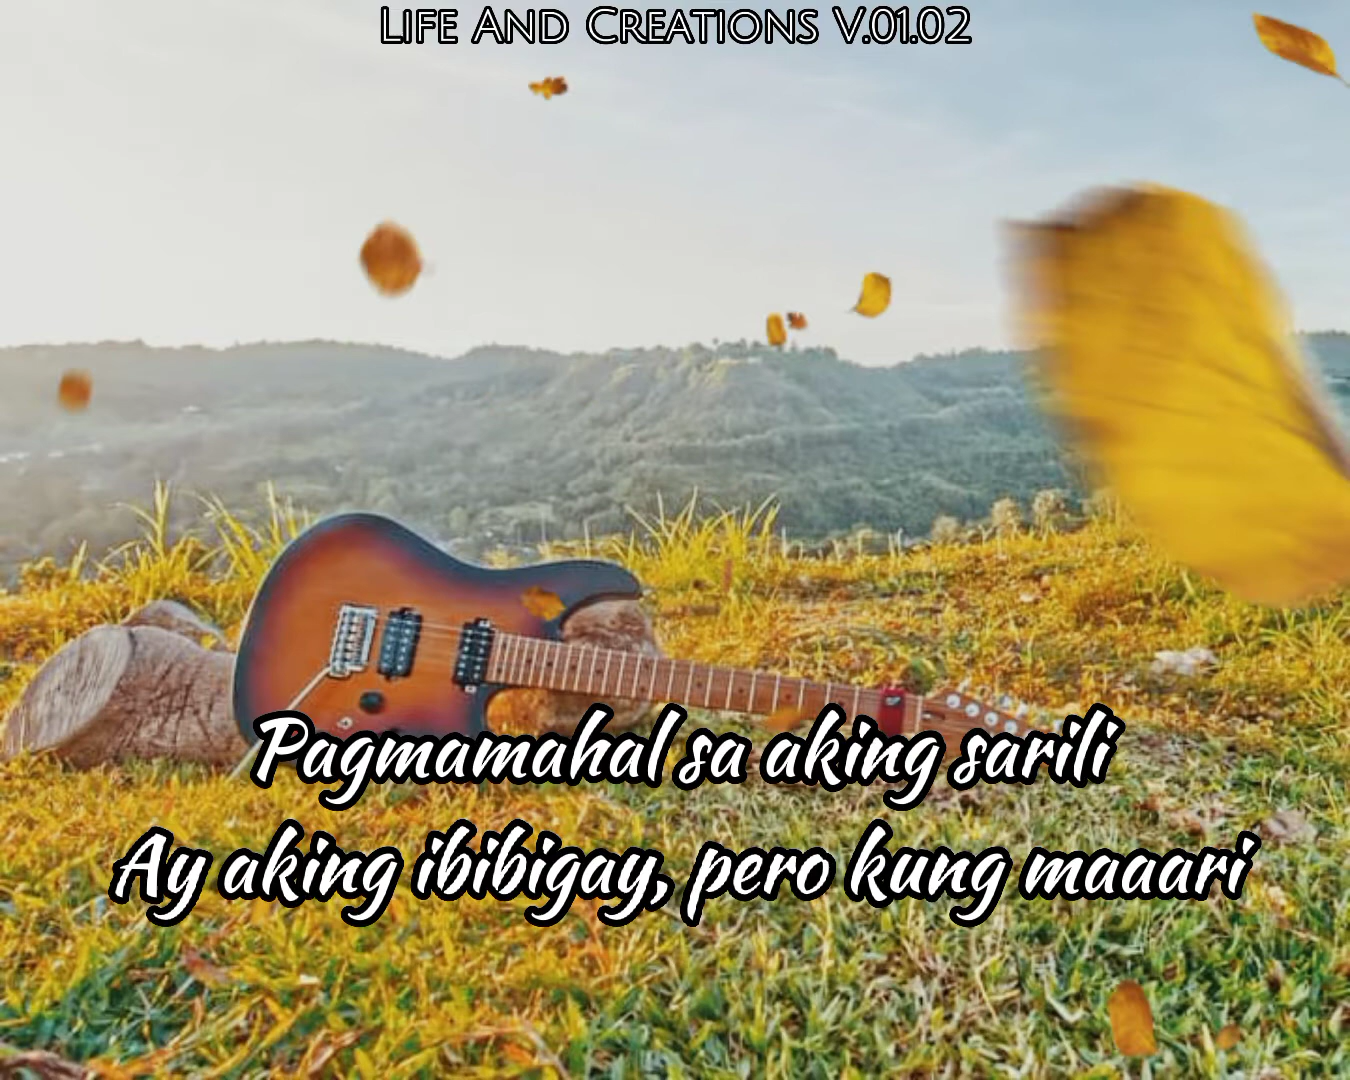 Life And Creations V.01.02
Pagmamahal sa aking sarili
Ay aking ibibigay, pero kung maaari